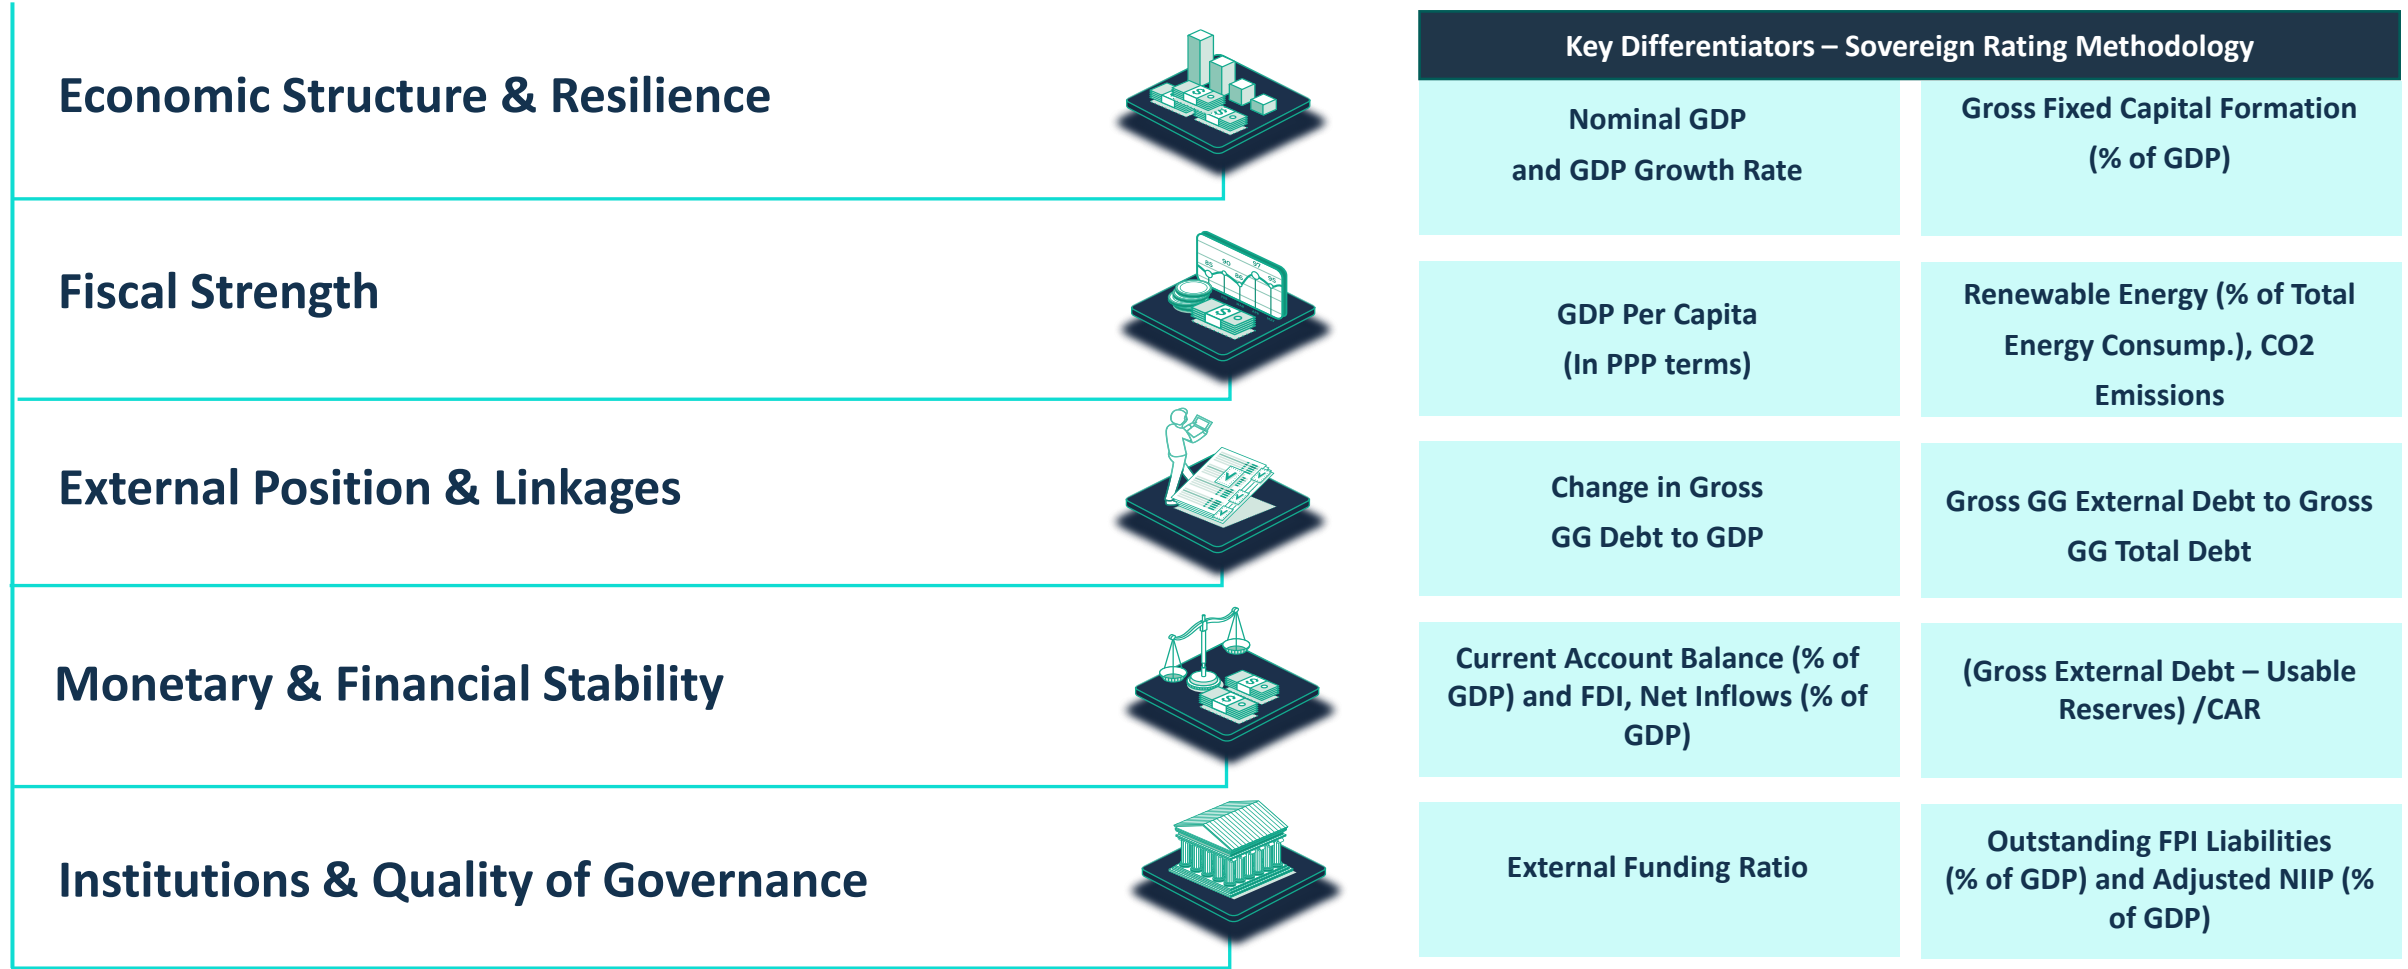 Economic Structure & Resilience
Fiscal Strength
External Position & Linkages
Monetary & Financial Stability
Institutions & Quality of Governance
Key Differentiators – Sovereign Rating Methodology
Nominal GDP
and GDP Growth Rate
Gross Fixed Capital Formation
(% of GDP)
GDP Per Capita
(In PPP terms)
Renewable Energy (% of Total
Energy Consump.), CO2
Emissions
Change in Gross
GG Debt to GDP
Gross GG External Debt to Gross
GG Total Debt
Current Account Balance (% of
GDP) and FDI, Net Inflows (% of
GDP)
(Gross External Debt – Usable
Reserves) /CAR
External Funding Ratio
Outstanding FPI Liabilities
(% of GDP) and Adjusted NIIP (%
of GDP)